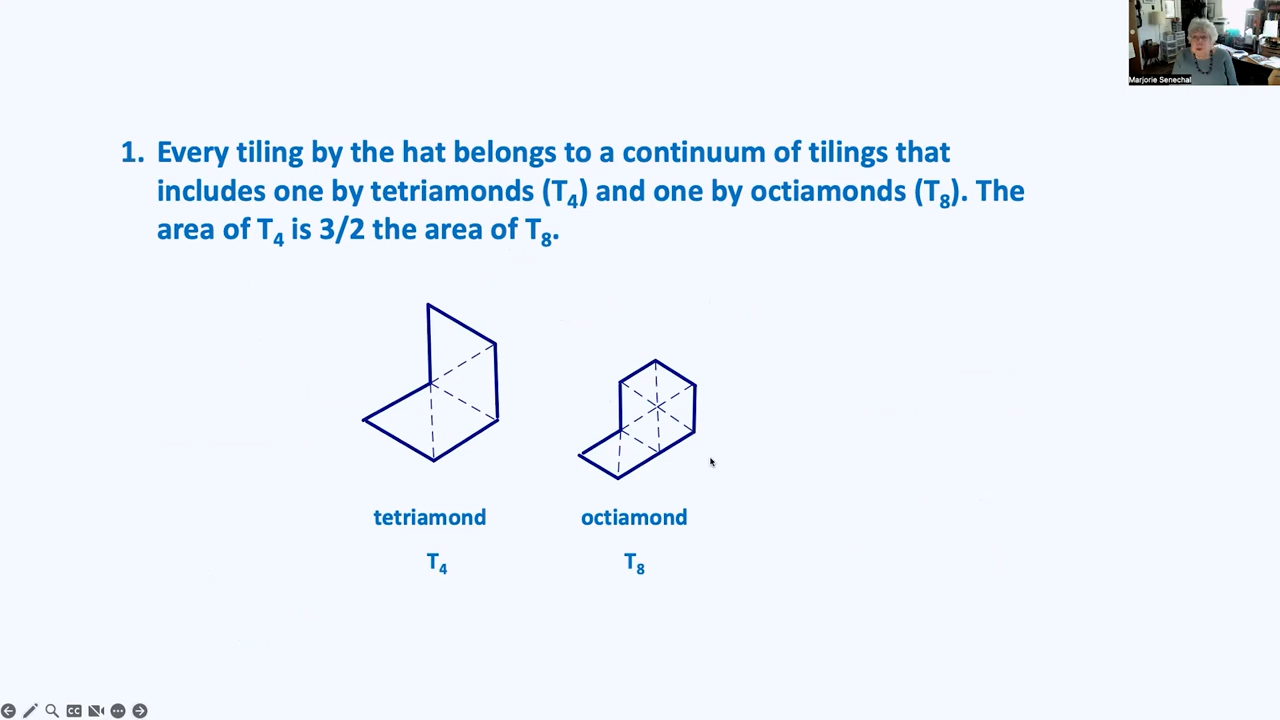 Marjorie Senechal
1. Every tiling by the hat belongs to a continuum of tilings that
includes one by tetriamonds (T₄) and one by octiamonds (T₈). The
area of T₄ is 3/2 the area of T₈.
tetriamond
octiamond
T₄
T₈
CC